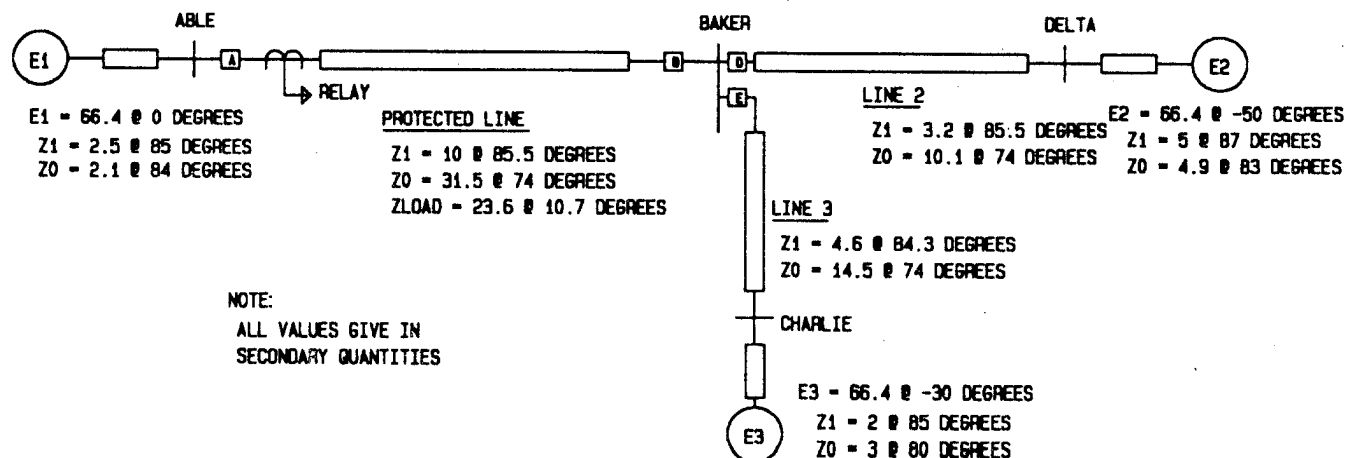 ABLE
BAKER
DELTA
E1
A
B
D
E2
RELAY
E
E1 = 66.4 @ 0 DEGREES
Z1 = 2.5 @ 85 DEGREES
Z0 = 2.1 @ 84 DEGREES
PROTECTED LINE
Z1 = 10 @ 85.5 DEGREES
Z0 = 31.5 @ 74 DEGREES
ZLOAD = 23.6 @ 10.7 DEGREES
LINE 2
Z1 = 3.2 @ 85.5 DEGREES
Z0 = 10.1 @ 74 DEGREES
E2 = 66.4 @ -50 DEGREES
Z1 = 5 @ 87 DEGREES
Z0 = 4.9 @ 83 DEGREES
LINE 3
Z1 = 4.6 @ 84.3 DEGREES
Z0 = 14.5 @ 74 DEGREES
NOTE:
ALL VALUES GIVE IN
SECONDARY QUANTITIES
CHARLIE
E3 = 66.4 @ -30 DEGREES
Z1 = 2 @ 85 DEGREES
Z0 = 3 @ 80 DEGREES
E3